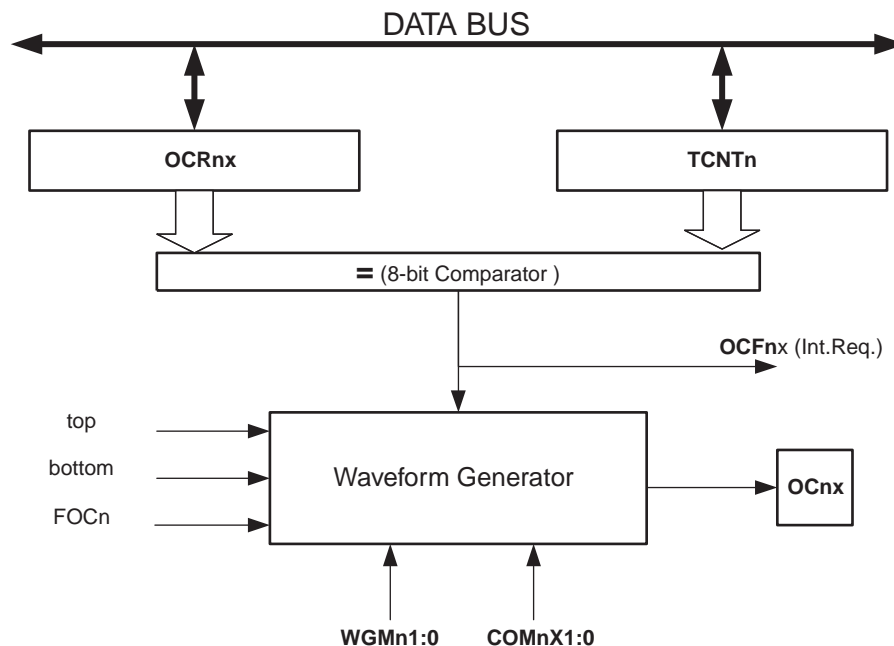 DATA BUS
OCRnx
TCNTn
= (8-bit Comparator )
OCFnx (Int.Req.)
top
bottom
FOCn
Waveform Generator
OCnx
WGMn1:0
COMnX1:0